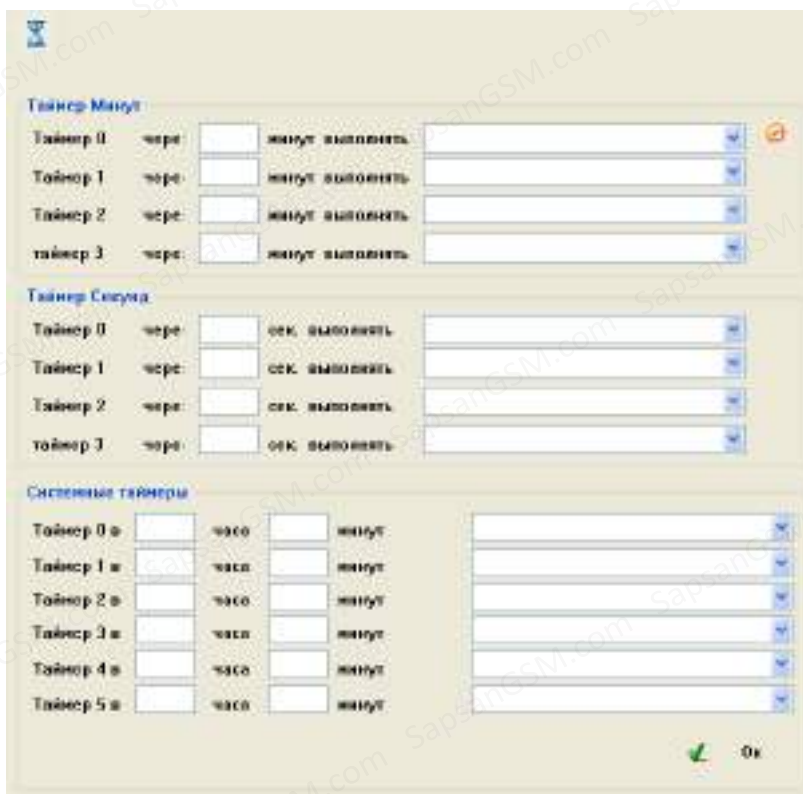 Таймер Минут
Таймер 0 чере: минут выполнять
Таймер 1 чере: минут выполнять
Таймер 2 чере: минут выполнять
таймер 3 чере: минут выполнять
Таймер Секунд
Таймер 0 чере: сек. выполнять
Таймер 1 чере: сек. выполнять
Таймер 2 чере: сек. выполнять
таймер 3 чере: сек. выполнять
Системные таймеры
Таймер 0 в часа минут
Таймер 1 в часа минут
Таймер 2 в часа минут
Таймер 3 в часа минут
Таймер 4 в часа минут
Таймер 5 в часа минут
Ок
SapsanGSM.com